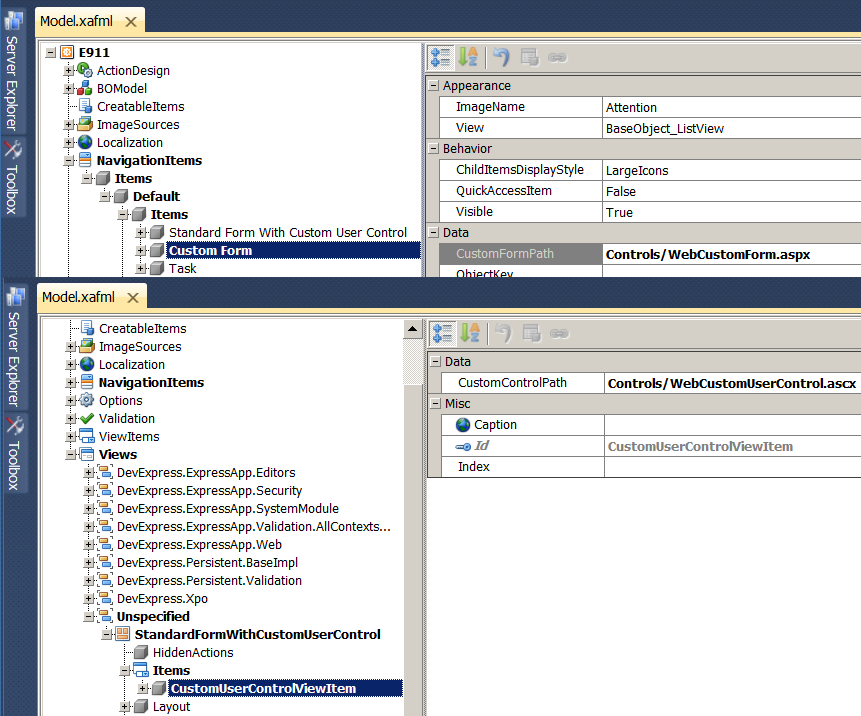 Server Explorer
Toolbox
Model.xafml
E911
ActionDesign
BOModel
CreatableItems
ImageSources
Localization
NavigationItems
Items
Default
Items
Standard Form With Custom User Control
Custom Form
Task
Appearance
ImageName Attention
View BaseObject_ListView
Behavior
ChildItemsDisplayStyle LargeIcons
QuickAccessItem False
Visible True
Data
CustomFormPath Controls/WebCustomForm.aspx
ObjectKey
Server Explorer
Toolbox
Model.xafml
CreatableItems
ImageSources
Localization
NavigationItems
Options
Validation
ViewItems
Views
DevExpress.ExpressApp.Editors
DevExpress.ExpressApp.Security
DevExpress.ExpressApp.SystemModule
DevExpress.ExpressApp.Validation.AllContexts...
DevExpress.ExpressApp.Web
DevExpress.Persistent.BaseImpl
DevExpress.Persistent.Validation
DevExpress.Xpo
Unspecified
StandardFormWithCustomUserControl
HiddenActions
Items
CustomUserControlViewItem
Layout
Data
CustomControlPath Controls/WebCustomUserControl.ascx
Misc
Caption
Id CustomUserControlViewItem
Index